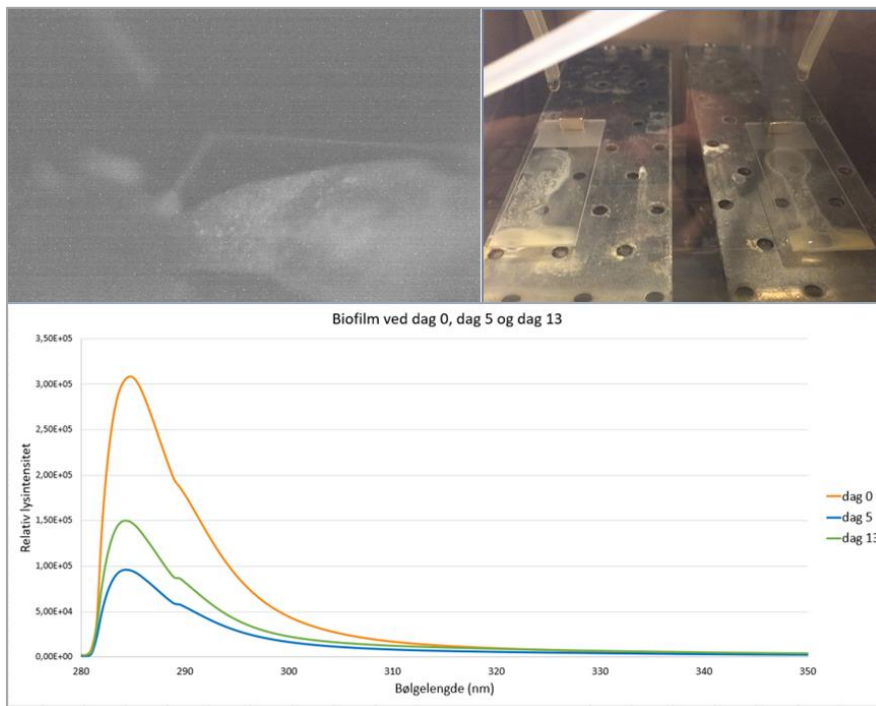 Biofilm ved dag 0, dag 5 og dag 13
Relativ lysintensitet
3,50E+05
3,00E+05
2,50E+05
2,00E+05
1,50E+05
1,00E+05
5,00E+04
0,00E+00
280
290
300
310
320
330
340
350
Bølgelengde (nm)
dag 0
dag 5
dag 13